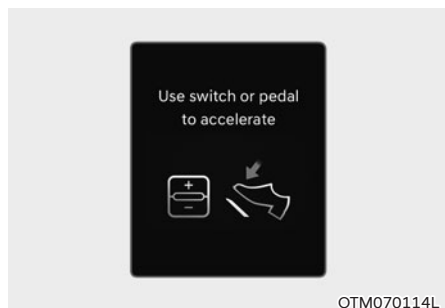 Use switch or pedal
to accelerate
+
−
OTM070114L